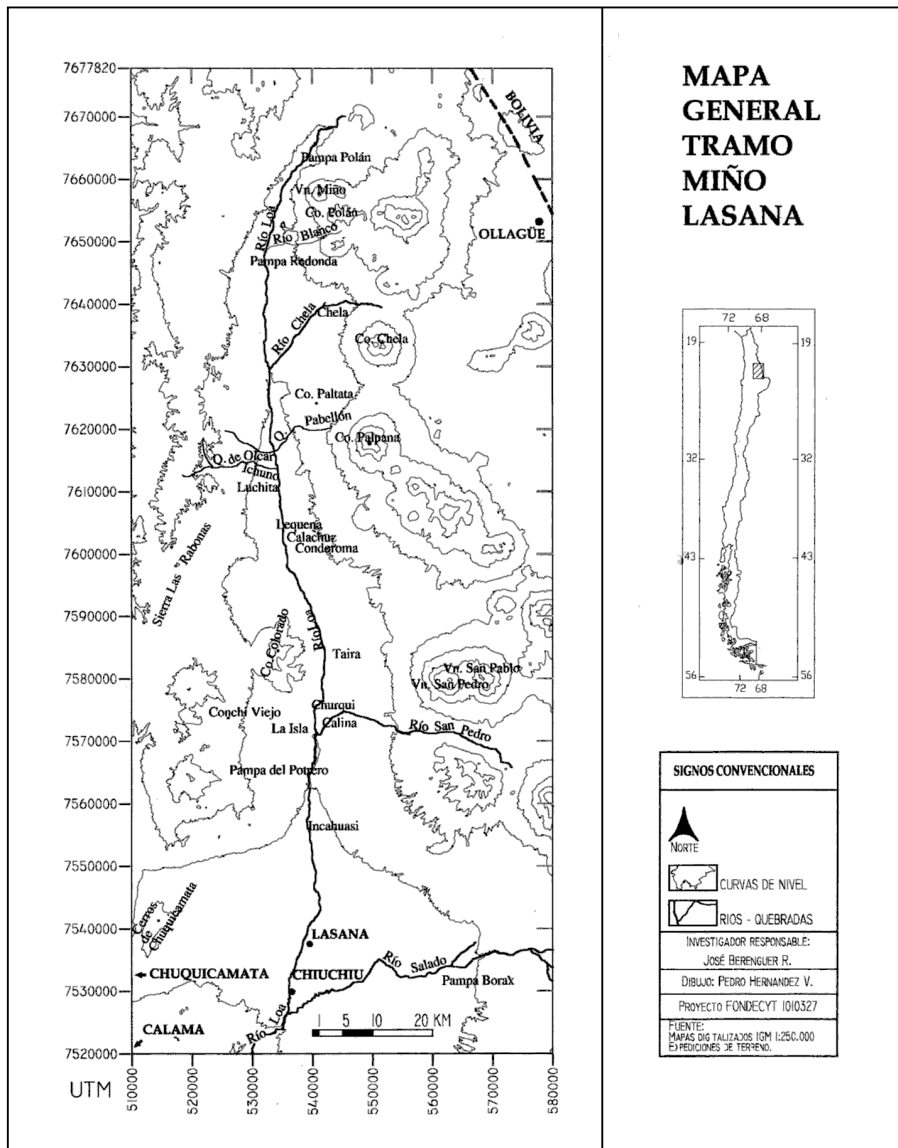 MAPA
GENERAL
TRAMO
MIÑO
LASANA
7677820
7670000
7660000
7650000
7640000
7630000
7620000
7610000
7600000
7590000
7580000
7570000
7560000
7550000
7540000
7530000
7520000
UTM
510000
520000
530000
540000
550000
560000
570000
580000
BOLIVIA
Pampa Polán
Vn. Miño
Co. Polán
OLLAGÜE
Río Loa
Río Blanco
Pampa Redonda
Chela
Río Chela
Co. Chela
Co. Paltata
Q. Pabellón
Co. Palpana
Q. de Olcar
Ichuno
Luchita
Lequena
Calachuz
Conderoma
Sierra Las Rabonas
Río Loa
Co. Colorado
Taira
Vn. San Pablo
Vn. San Pedro
Churqui
Conchi Viejo
La Isla
Calina
Río San Pedro
Pampa del Potrero
Incahuasi
Cerros
de
Chuquicamata
LASANA
CHUQUICAMATA
CHIUCHIU
Río Salado
Pampa Borax
CALAMA
Río Loa
1 5 10 20 KM
72 68
19 19
32 32
43 43
56 56
72 68
SIGNOS CONVENCIONALES
NORTE
CURVAS DE NIVEL
RIOS - QUEBRADAS
INVESTIGADOR RESPONSABLE:
JOSÉ BERENGUER R.
DIBUJO: PEDRO HERNANDEZ V.
PROYECTO FONDECYT 1010327
FUENTE:
MAPAS DIGITALIZADOS IGM 1:250.000
EXPEDICIONES DE TERRENO.